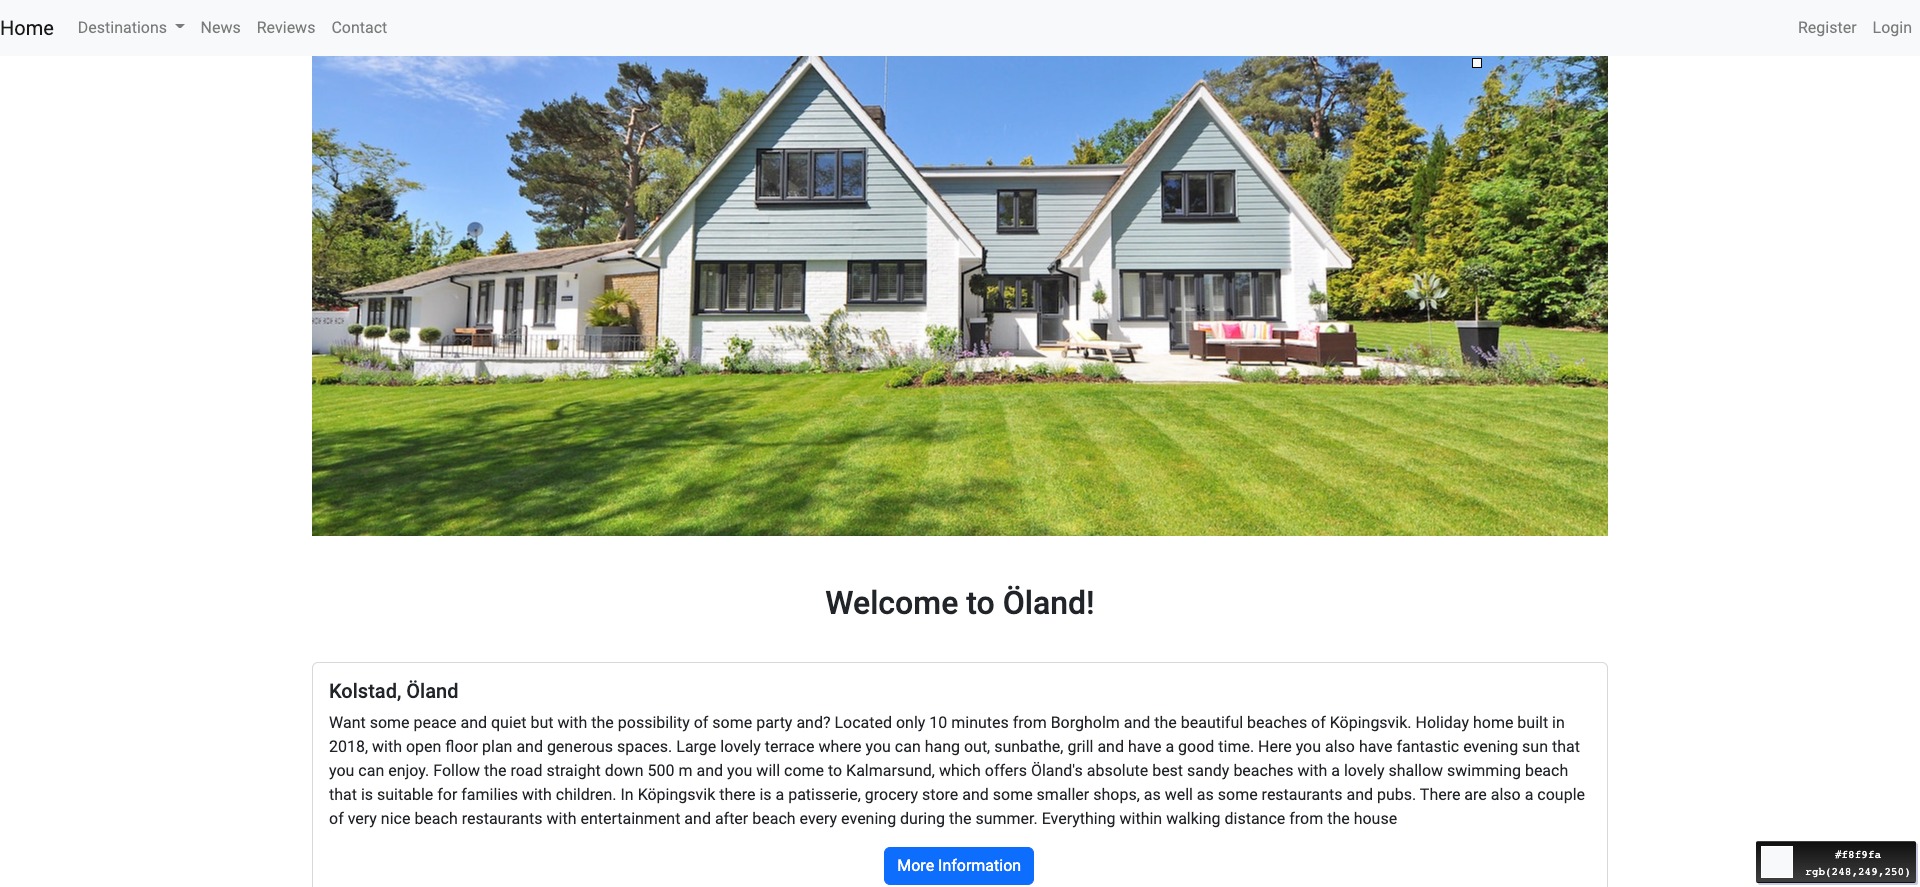 Home Destinations News Reviews Contact Register Login
Welcome to Öland!
Kolstad, Öland
Want some peace and quiet but with the possibility of some party and? Located only 10 minutes from Borgholm and the beautiful beaches of Köpingsvik. Holiday home built in
2018, with open floor plan and generous spaces. Large lovely terrace where you can hang out, sunbathe, grill and have a good time. Here you also have fantastic evening sun that
you can enjoy. Follow the road straight down 500 m and you will come to Kalmarsund, which offers Öland's absolute best sandy beaches with a lovely shallow swimming beach
that is suitable for families with children. In Köpingsvik there is a patisserie, grocery store and some smaller shops, as well as some restaurants and pubs. There are also a couple
of very nice beach restaurants with entertainment and after beach every evening during the summer. Everything within walking distance from the house
More Information
#f8f9fa
rgb(248,249,250)